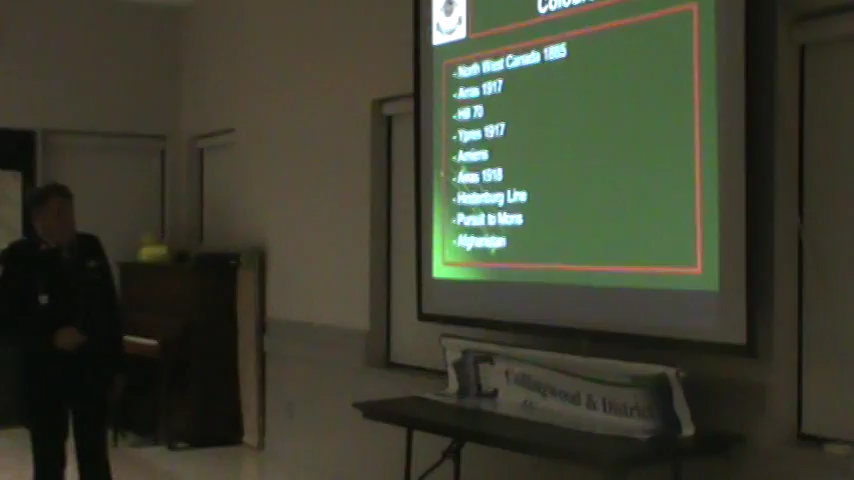 Colours
- North West Canada 1885
- Arras 1917
- Hill 70
- Ypres 1917
- Amiens
- Arras 1918
- Hindenburg Line
- Pursuit to Mons
- Afghanistan
Collingwood & District